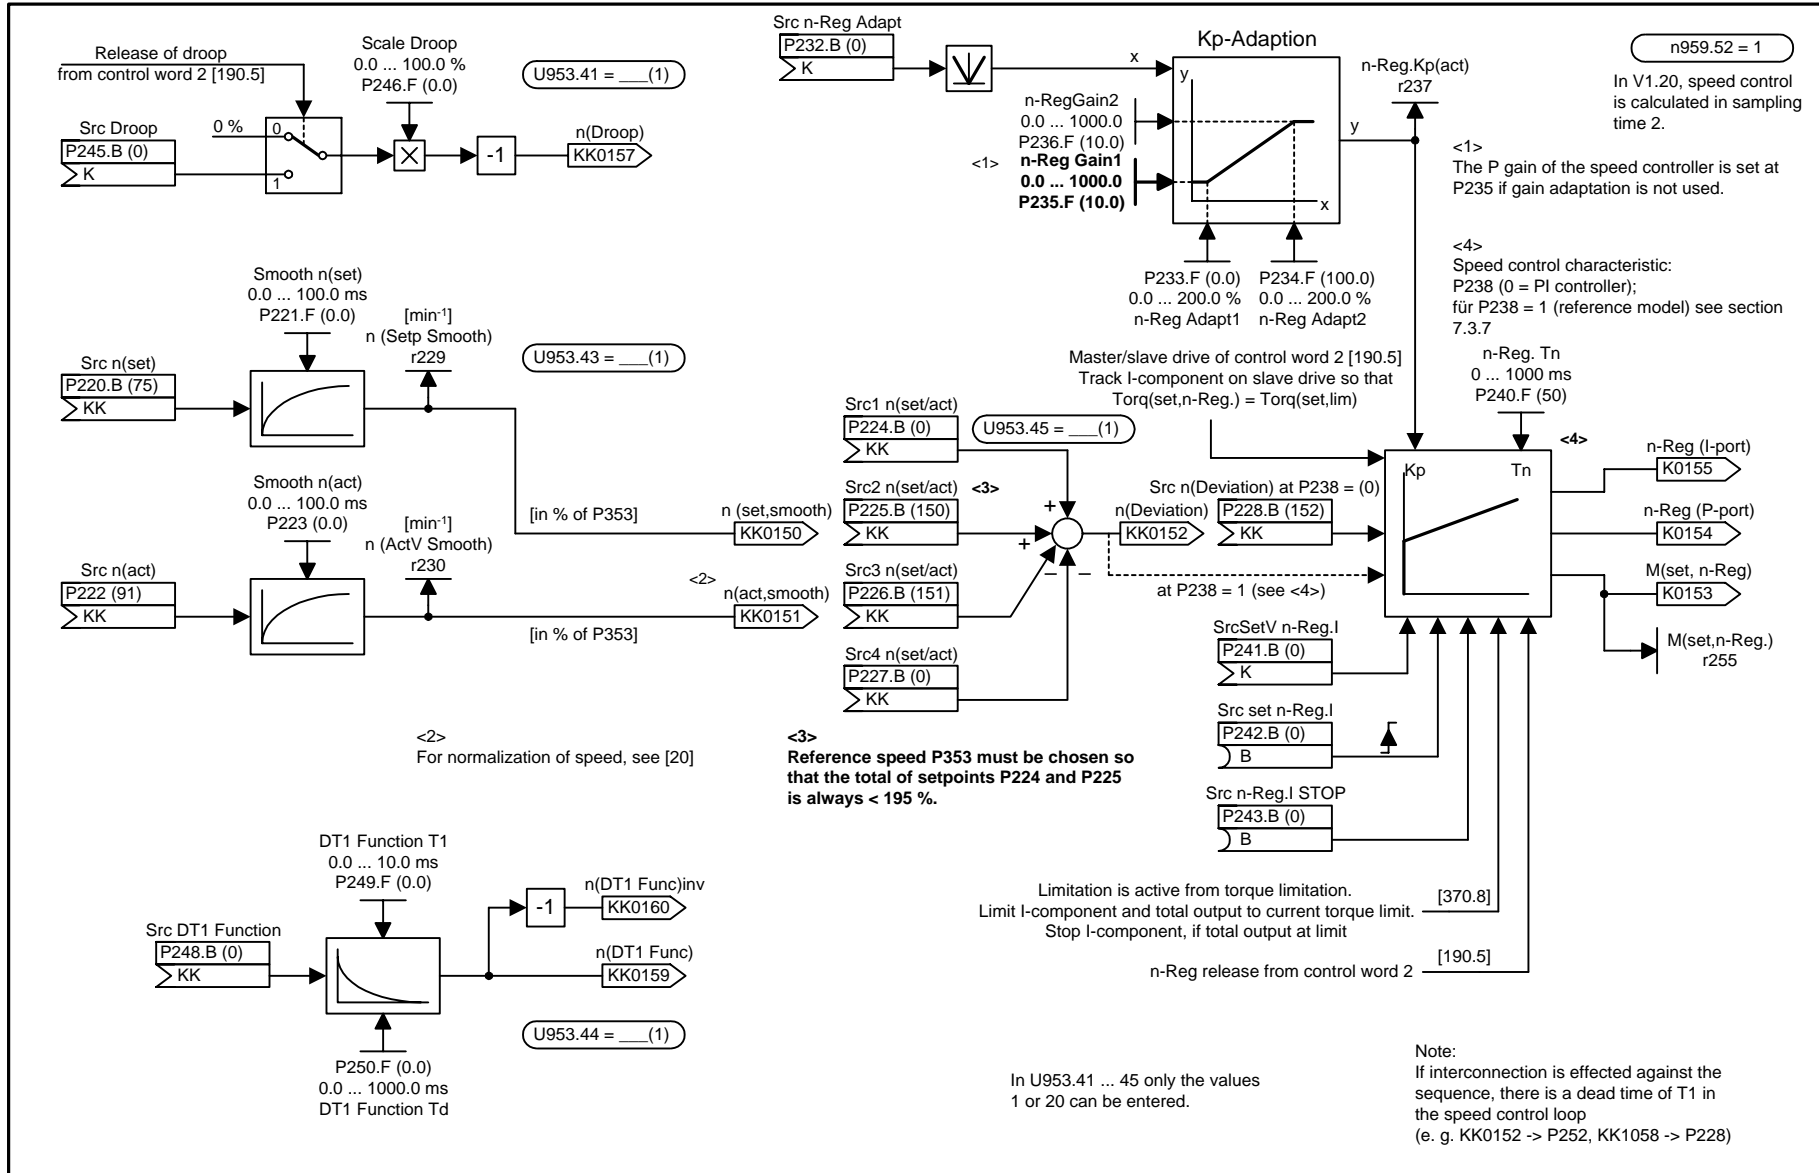 Release of droop
from control word 2 [190.5]
Scale Droop
0.0 ... 100.0 %
P246.F (0.0)
U953.41 = ___(1)
0 %
0
1
Src Droop
P245.B (0)
K
-1
n(Droop)
KK0157
Src n-Reg Adapt
P232.B (0)
K
x
Kp-Adaption
y
x
n-RegGain2
0.0 ... 1000.0
P236.F (10.0)
<1>
n-Reg Gain1
0.0 ... 1000.0
P235.F (10.0)
y
n-Reg.Kp(act)
r237
P233.F (0.0)
0.0 ... 200.0 %
n-Reg Adapt1
P234.F (100.0)
0.0 ... 200.0 %
n-Reg Adapt2
n959.52 = 1
In V1.20, speed control
is calculated in sampling
time 2.
<1>
The P gain of the speed controller is set at
P235 if gain adaptation is not used.
<4>
Speed control characteristic:
P238 (0 = PI controller);
für P238 = 1 (reference model) see section
7.3.7
Smooth n(set)
0.0 ... 100.0 ms
P221.F (0.0)
[min-1]
n (Setp Smooth)
r229
U953.43 = ___(1)
Src n(set)
P220.B (75)
KK
Smooth n(act)
0.0 ... 100.0 ms
P223 (0.0)
[min-1]
n (ActV Smooth)
r230
Src n(act)
P222 (91)
KK
[in % of P353]
n (set,smooth)
KK0150
<2>
n(act,smooth)
KK0151
[in % of P353]
Src1 n(set/act)
P224.B (0)
KK
U953.45 = ___(1)
Src2 n(set/act)
<3>
P225.B (150)
KK
Src3 n(set/act)
P226.B (151)
KK
Src4 n(set/act)
P227.B (0)
KK
+
+
–
–
n(Deviation)
KK0152
Master/slave drive of control word 2 [190.5]
Track I-component on slave drive so that
Torq(set,n-Reg.) = Torq(set,lim)
Src n(Deviation) at P238 = (0)
P228.B (152)
KK
at P238 = 1 (see <4>)
n-Reg. Tn
0 ... 1000 ms
P240.F (50)
<4>
Kp
Tn
n-Reg (I-port)
K0155
n-Reg (P-port)
K0154
M(set, n-Reg)
K0153
M(set,n-Reg.)
r255
SrcSetV n-Reg.I
P241.B (0)
K
Src set n-Reg.I
P242.B (0)
B
Src n-Reg.I STOP
P243.B (0)
B
Limitation is active from torque limitation.
Limit I-component and total output to current torque limit.
Stop I-component, if total output at limit
[370.8]
n-Reg release from control word 2
[190.5]
<2>
For normalization of speed, see [20]
<3>
Reference speed P353 must be chosen so
that the total of setpoints P224 and P225
is always < 195 %.
DT1 Function T1
0.0 ... 10.0 ms
P249.F (0.0)
Src DT1 Function
P248.B (0)
KK
-1
n(DT1 Func)inv
KK0160
n(DT1 Func)
KK0159
U953.44 = ___(1)
P250.F (0.0)
0.0 ... 1000.0 ms
DT1 Function Td
In U953.41 ... 45 only the values
1 or 20 can be entered.
Note:
If interconnection is effected against the
sequence, there is a dead time of T1 in
the speed control loop
(e. g. KK0152 -> P252, KK1058 -> P228)